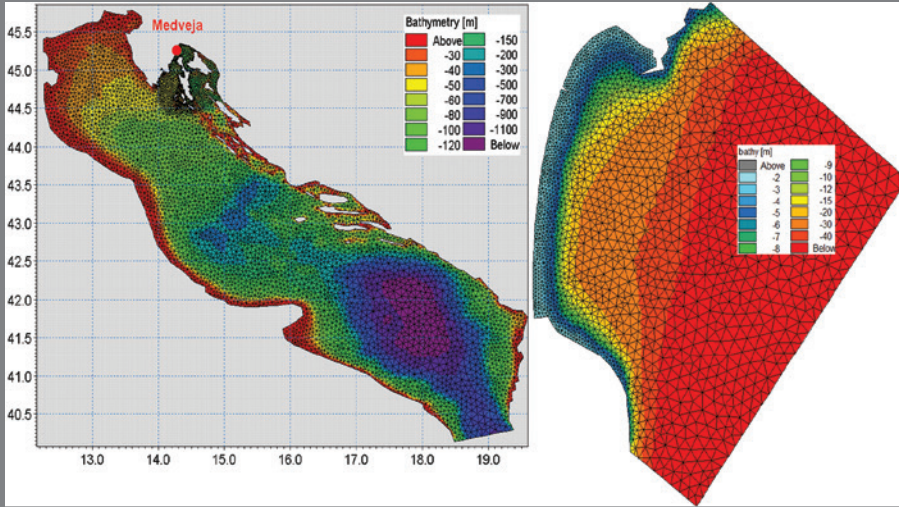 Medveja
Bathymetry [m]
Above -150
-30 -200
-40 -300
-50 -500
-60 -700
-80 -900
-100 -1100
-120 Below
45.5
45.0
44.5
44.0
43.5
43.0
42.5
42.0
41.5
41.0
40.5
13.0 14.0 15.0 16.0 17.0 18.0 19.0
bathy [m]
Above -9
-2 -10
-3 -12
-4 -15
-5 -20
-6 -30
-7 -40
-8 Below